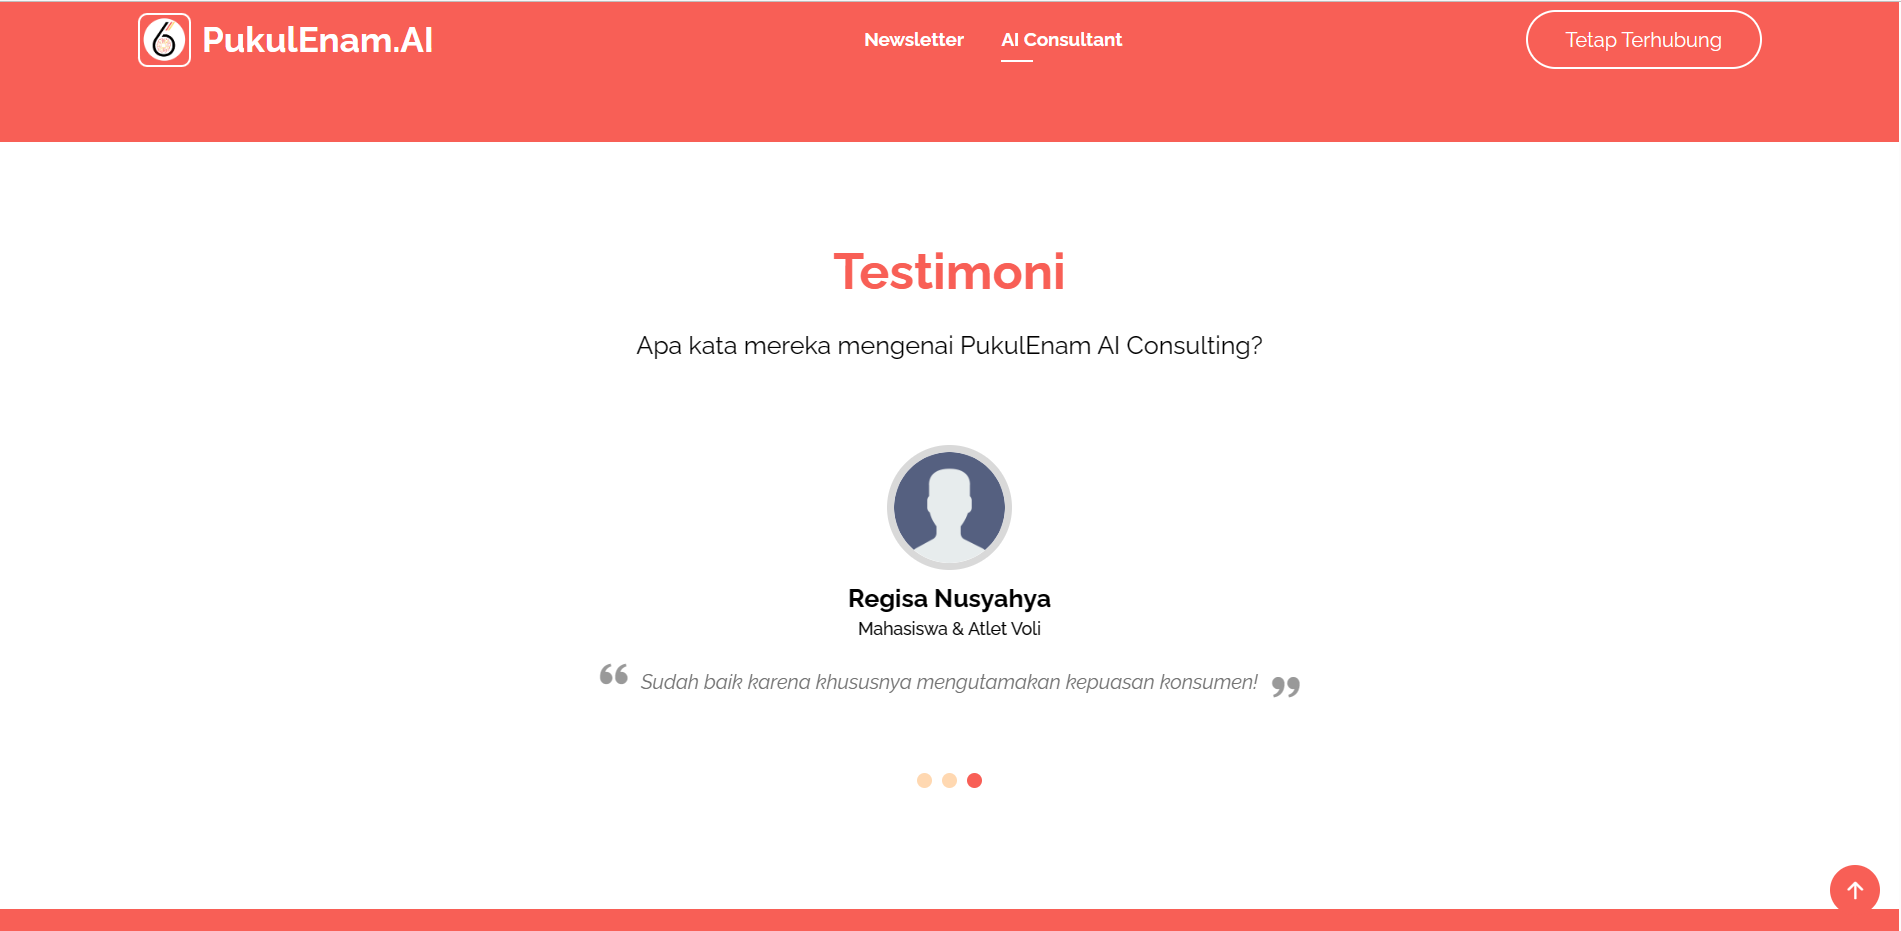 6 PukulEnam.AI
Newsletter AI Consultant
Tetap Terhubung
Testimoni
Apa kata mereka mengenai PukulEnam AI Consulting?
Regisa Nusyahya
Mahasiswa & Atlet Voli
“ Sudah baik karena khususnya mengutamakan kepuasan konsumen! ”